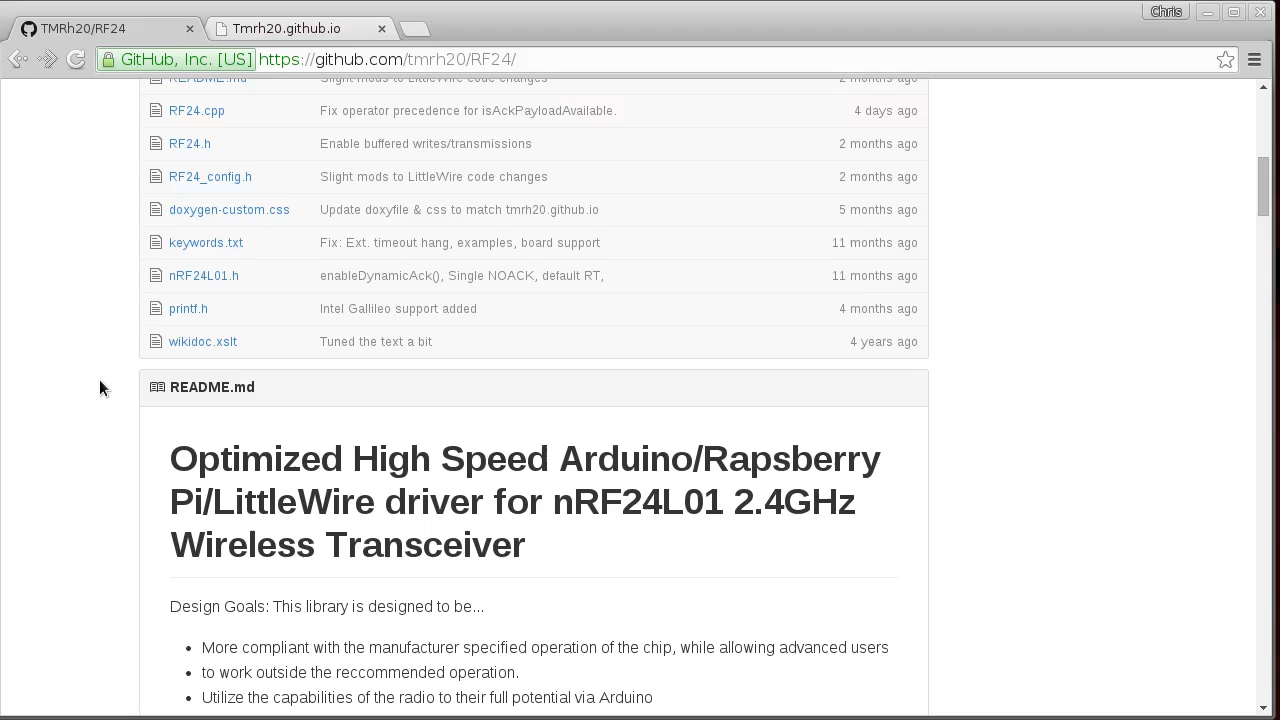 Chris
TMRh20/RF24
Tmrh20.github.io
GitHub, Inc. [US] https://github.com/tmrh20/RF24/
README.md Slight mods to LittleWire code changes 2 months ago
RF24.cpp Fix operator precedence for isAckPayloadAvailable. 4 days ago
RF24.h Enable buffered writes/transmissions 2 months ago
RF24_config.h Slight mods to LittleWire code changes 2 months ago
doxygen-custom.css Update doxyfile & css to match tmrh20.github.io 5 months ago
keywords.txt Fix: Ext. timeout hang, examples, board support 11 months ago
nRF24L01.h enableDynamicAck(), Single NOACK, default RT, 11 months ago
printf.h Intel Gallileo support added 4 months ago
wikidoc.xslt Tuned the text a bit 4 years ago
README.md
Optimized High Speed Arduino/Rapsberry
Pi/LittleWire driver for nRF24L01 2.4GHz
Wireless Transceiver
Design Goals: This library is designed to be...
• More compliant with the manufacturer specified operation of the chip, while allowing advanced users
• to work outside the reccommended operation.
• Utilize the capabilities of the radio to their full potential via Arduino